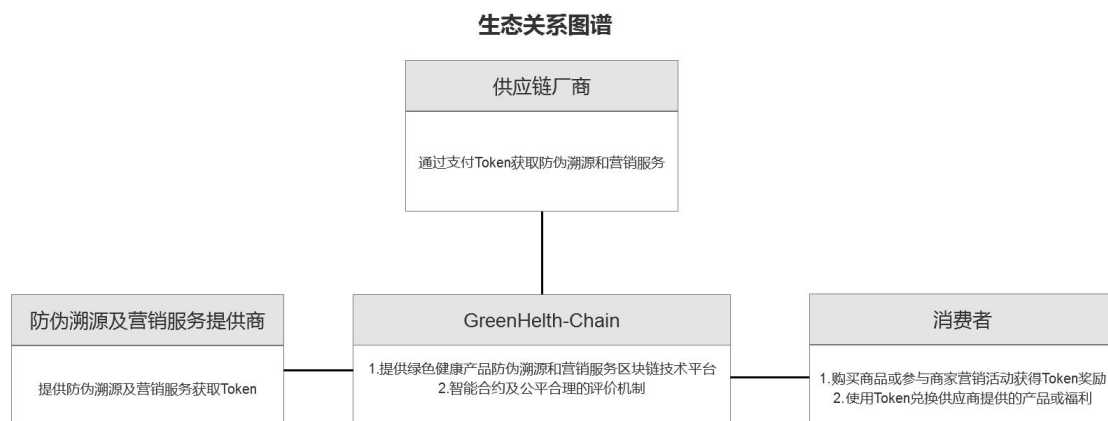 生态关系图谱
供应链厂商
通过支付Token获取防伪溯源和营销服务
防伪溯源及营销服务提供商
提供防伪溯源及营销服务获取Token
GreenHelth-Chain
1.提供绿色健康产品防伪溯源和营销服务区块链技术平台
2.智能合约及公平合理的评价机制
消费者
1.购买商品或参与商家营销活动获得Token奖励
2.使用Token兑换供应商提供的产品或福利